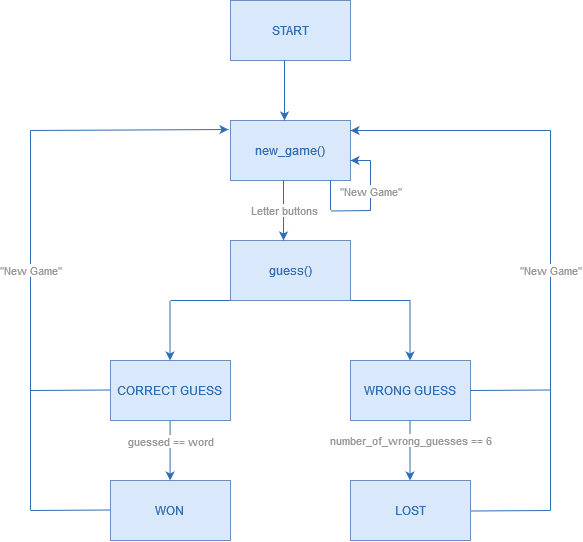 START
new_game()
"New Game"
Letter buttons
guess()
"New Game"
"New Game"
CORRECT GUESS
WRONG GUESS
guessed == word
number_of_wrong_guesses == 6
WON
LOST